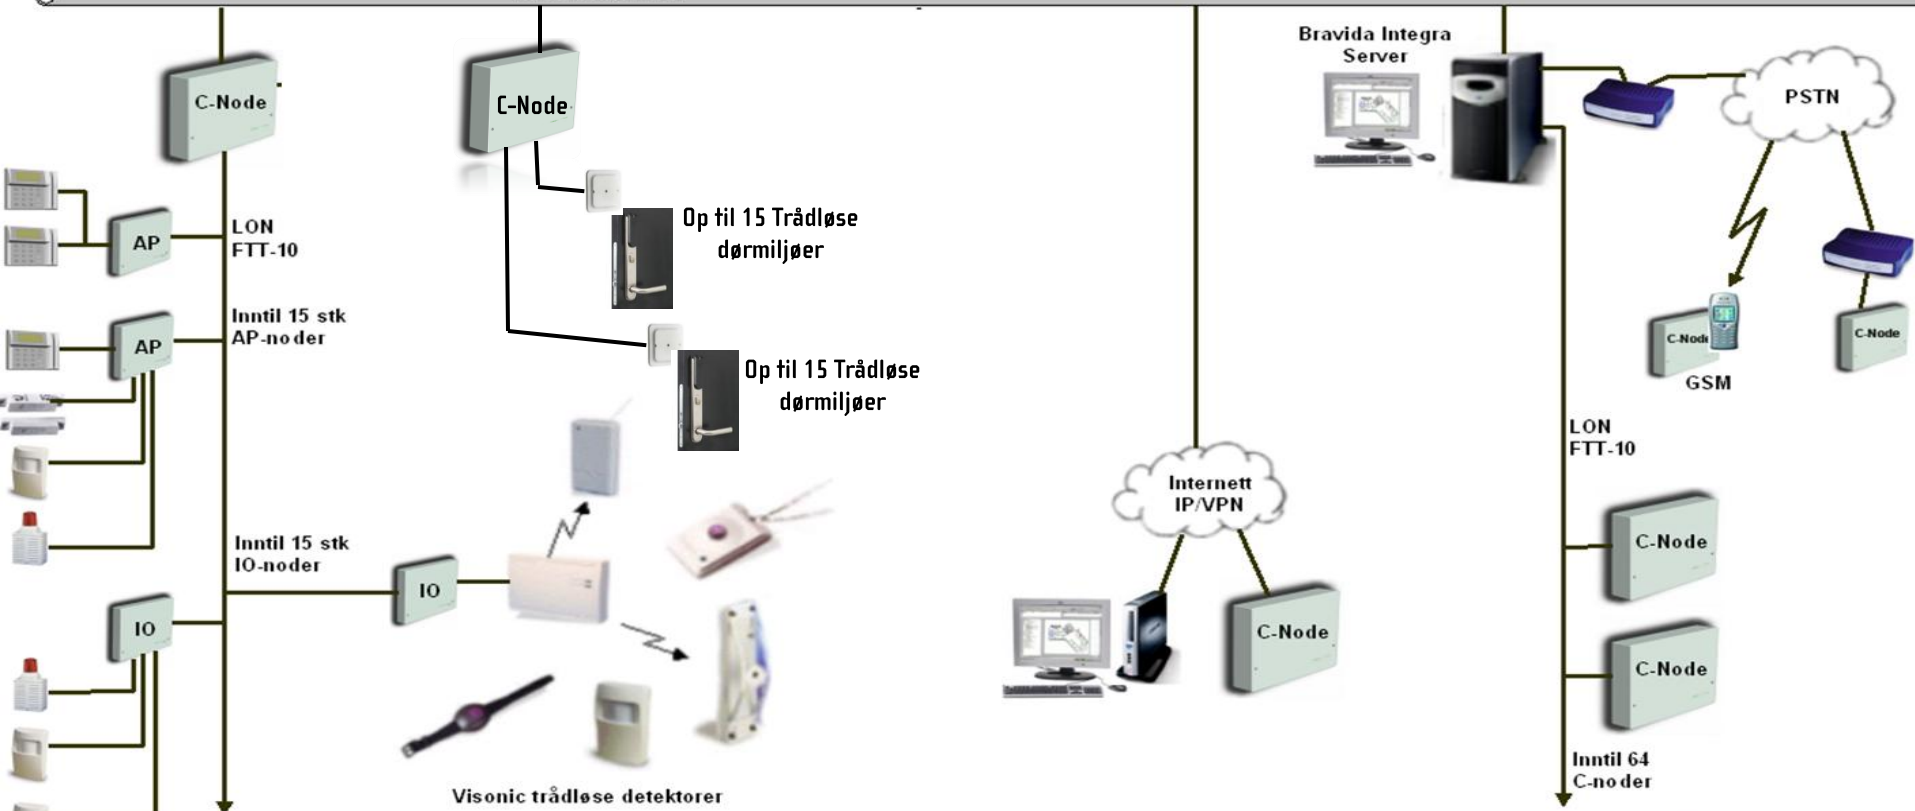 Bravida Integra
Server
C-Node
C-Node
PSTN
AP
LON
FTT-10
Op til 15 Trådløse
dørmiljøer
Inntil 15 stk
AP-noder
AP
C-Node
GSM
C-Node
Op til 15 Trådløse
dørmiljøer
LON
FTT-10
Internett
IP/VPN
Inntil 15 stk
IO-noder
IO
C-Node
IO
C-Node
C-Node
Inntil 64
C-noder
Visonic trådløse detektorer